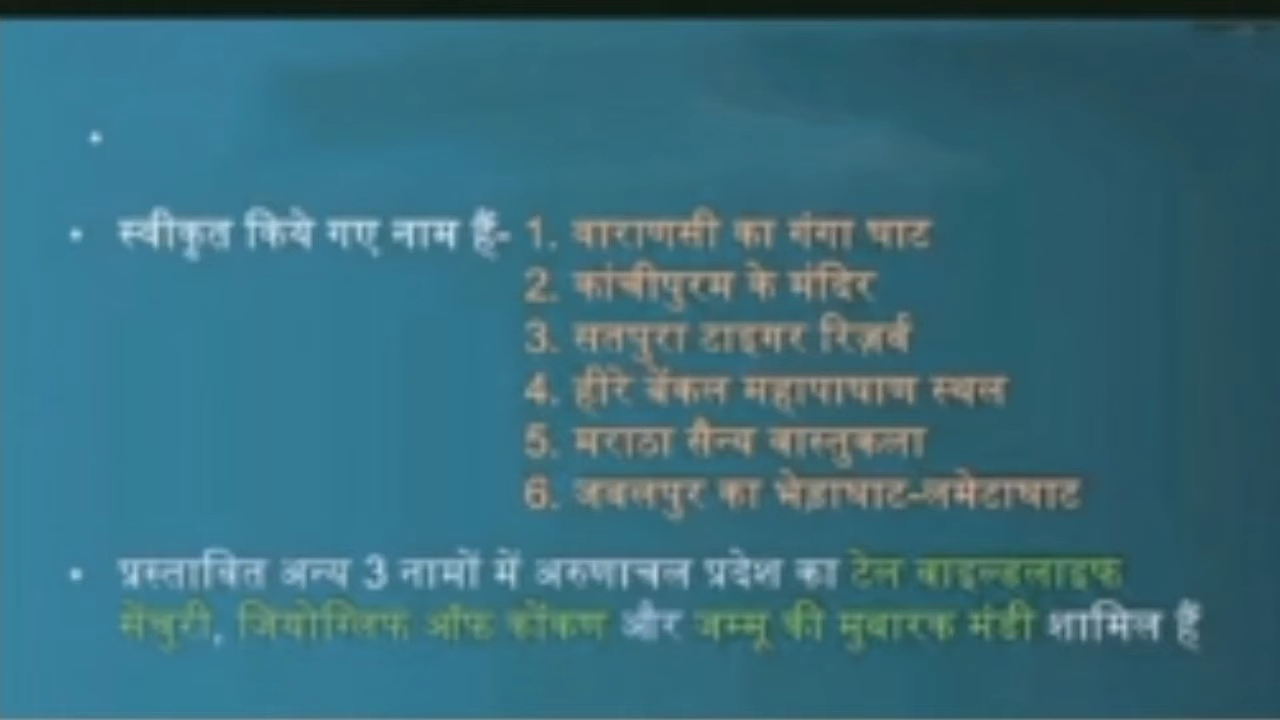 स्वीकृत किये गए नाम हैं- 1. वाराणसी का गंगा घाट
2. कांचीपुरम के मंदिर
3. सतपुरा टाइगर रिज़र्व
4. हीरे बेंकल महापाषाण स्थल
5. मराठा सैन्य वास्तुकला
6. जबलपुर का भेड़ाघाट-लमेटाघाट
प्रस्तावित अन्य 3 नामों में अरुणाचल प्रदेश का टेल वाइल्डलाइफ
सेंचुरी, जियोग्लिफ ऑफ कोंकण और जम्मू की मुबारक मंडी शामिल हैं